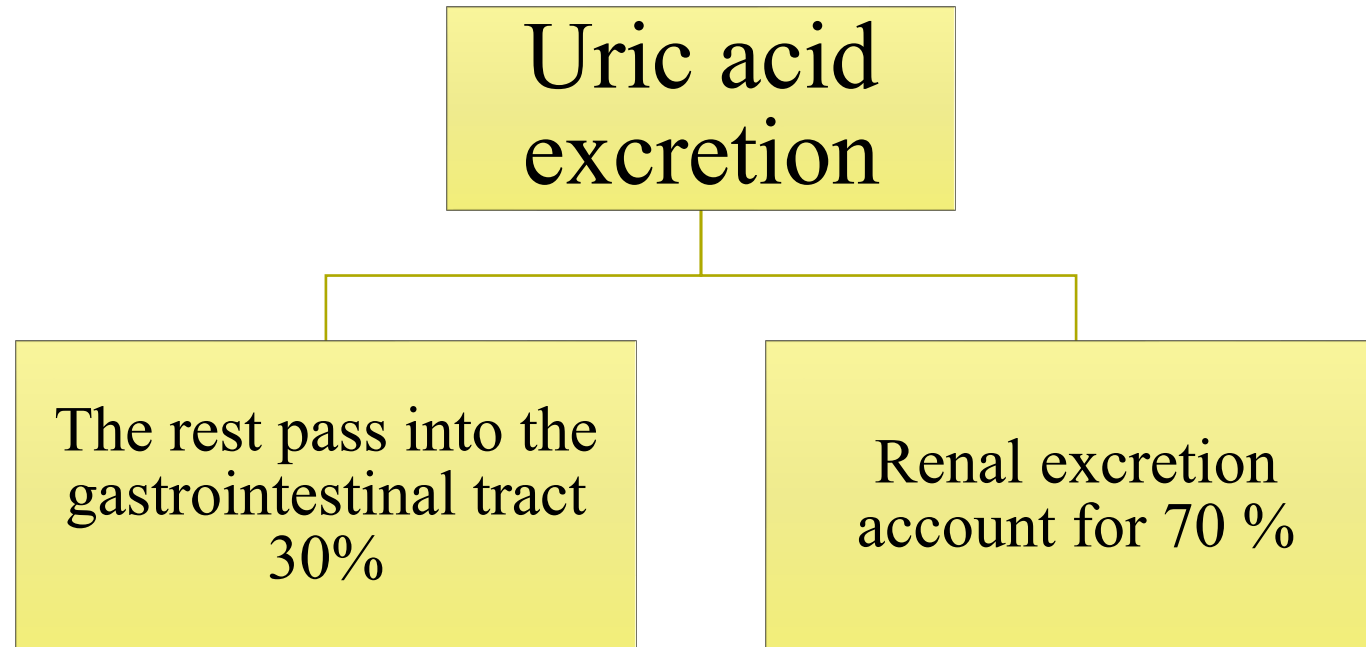 Uric acid
excretion
The rest pass into the
gastrointestinal tract
30%
Renal excretion
account for 70 %